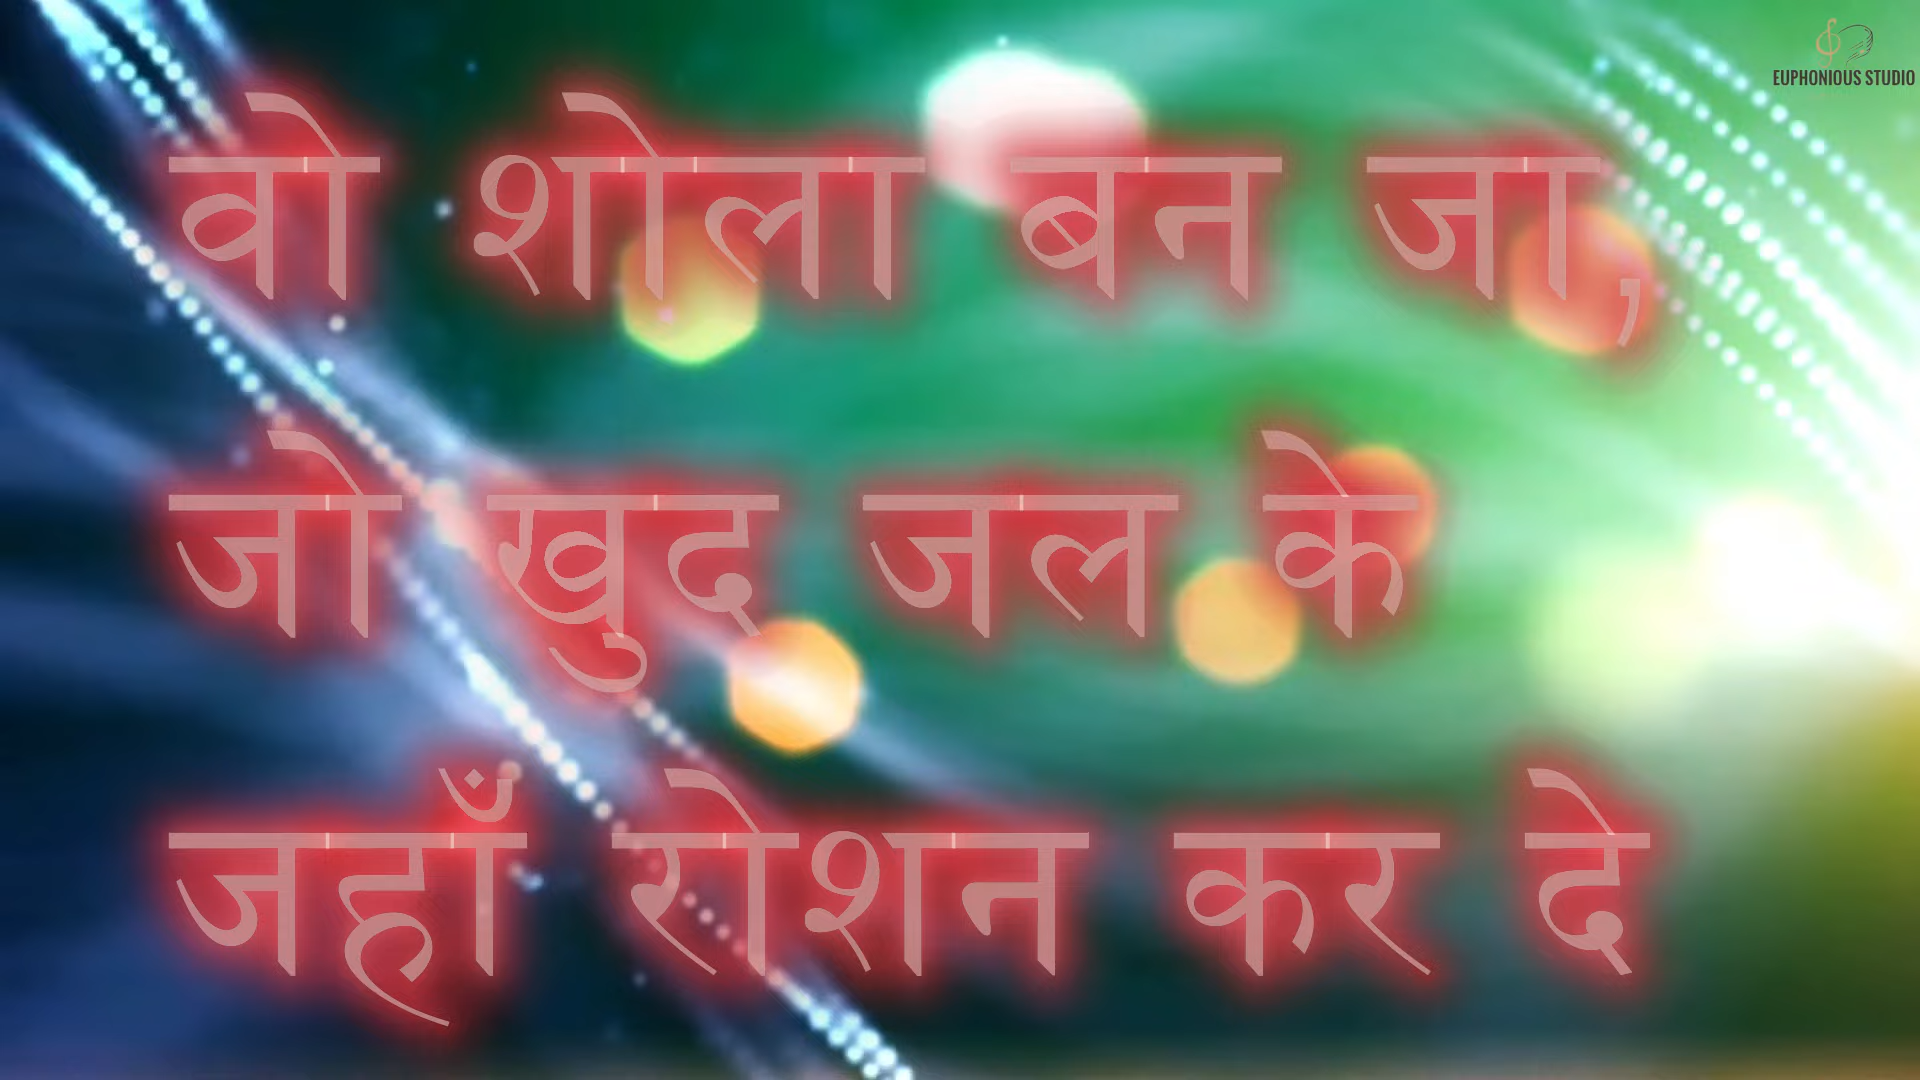 EUPHONIOUS STUDIO
वो शोला बन जा,
जो खुद जल के
जहाँ रोशन कर दे